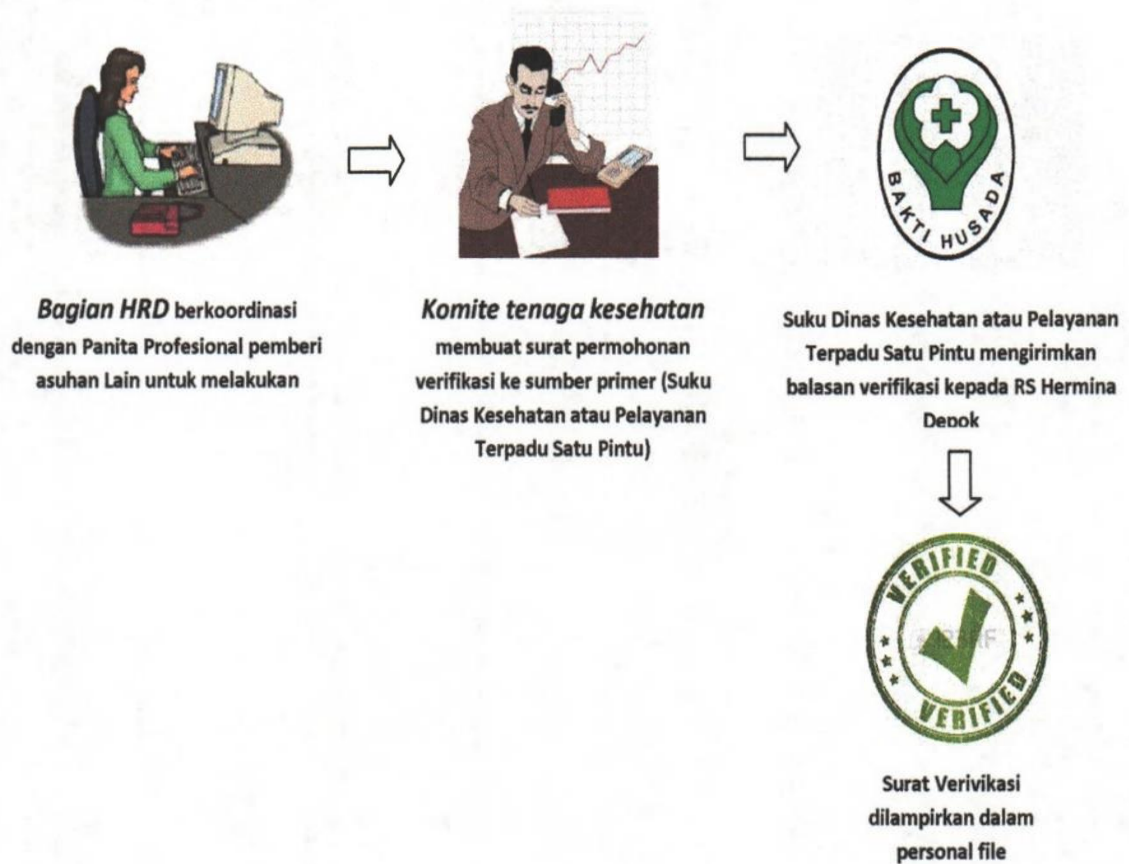 BAKTI HUSADA
Bagian HRD berkoordinasi
dengan Panita Profesional pemberi
asuhan Lain untuk melakukan
Komite tenaga kesehatan
membuat surat permohonan
verifikasi ke sumber primer (Suku
Dinas Kesehatan atau Pelayanan
Terpadu Satu Pintu)
Suku Dinas Kesehatan atau Pelayanan
Terpadu Satu Pintu mengirimkan
balasan verifikasi kepada RS Hermina
Depok
VERIFIED
123RF
VERIFIED
Surat Verivikasi
dilampirkan dalam
personal file